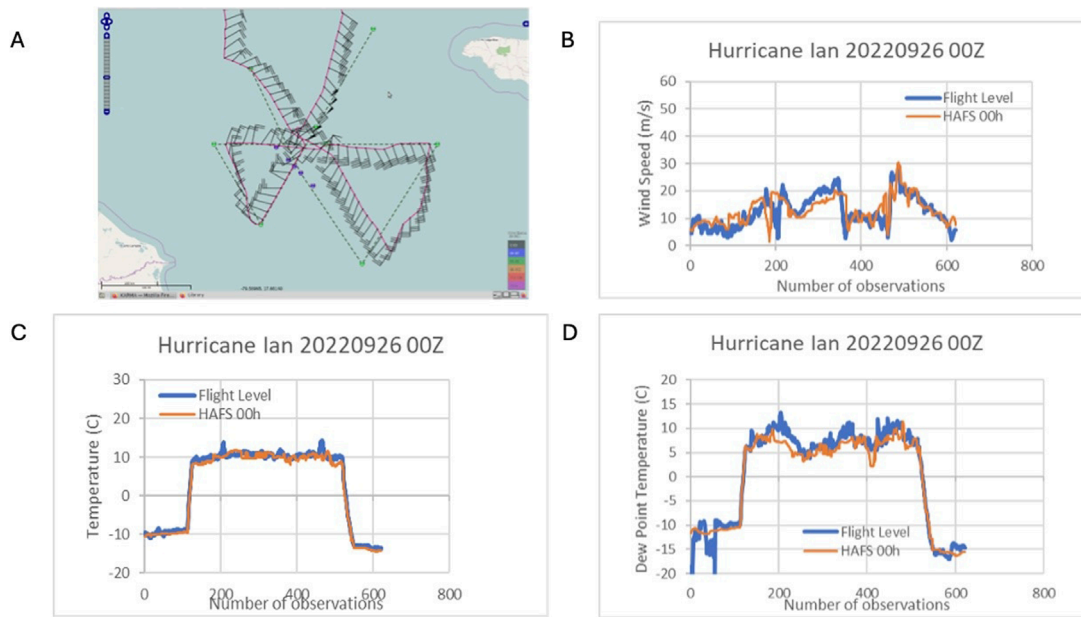 A
B
Hurricane Ian 20220926 00Z
Wind Speed (m/s)
60
50
40
30
20
10
0
Flight Level
HAFS 00h
0 200 400 600 800
Number of observations
C
Hurricane Ian 20220926 00Z
Temperature (C)
30
20
10
0
-10
-20
Flight Level
HAFS 00h
0 200 400 600 800
Number of observations
D
Hurricane Ian 20220926 00Z
Dew Point Temperature (C)
20
15
10
5
0
-5
-10
-15
-20
Flight Level
HAFS 00h
0 200 400 600 800
Number of observations